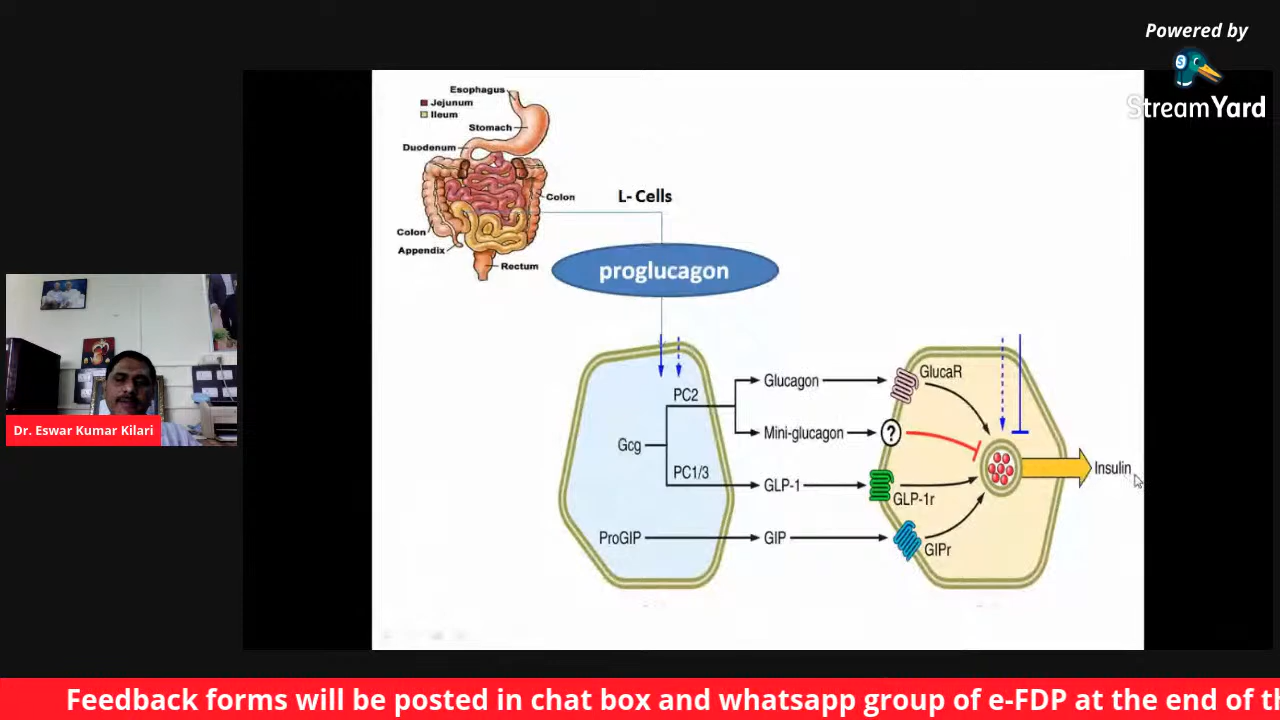 Powered by
StreamYard
Esophagus
Jejunum
Ileum
Stomach
Duodenum
Colon
Colon
Appendix
Rectum
L- Cells
proglucagon
PC2
Gcg
PC1/3
ProGIP
Glucagon
Mini-glucagon
GLP-1
GIP
GlucaR
?
GLP-1r
GIPr
Insulin
Dr. Eswar Kumar Kilari
Feedback forms will be posted in chat box and whatsapp group of e-FDP at the end of th